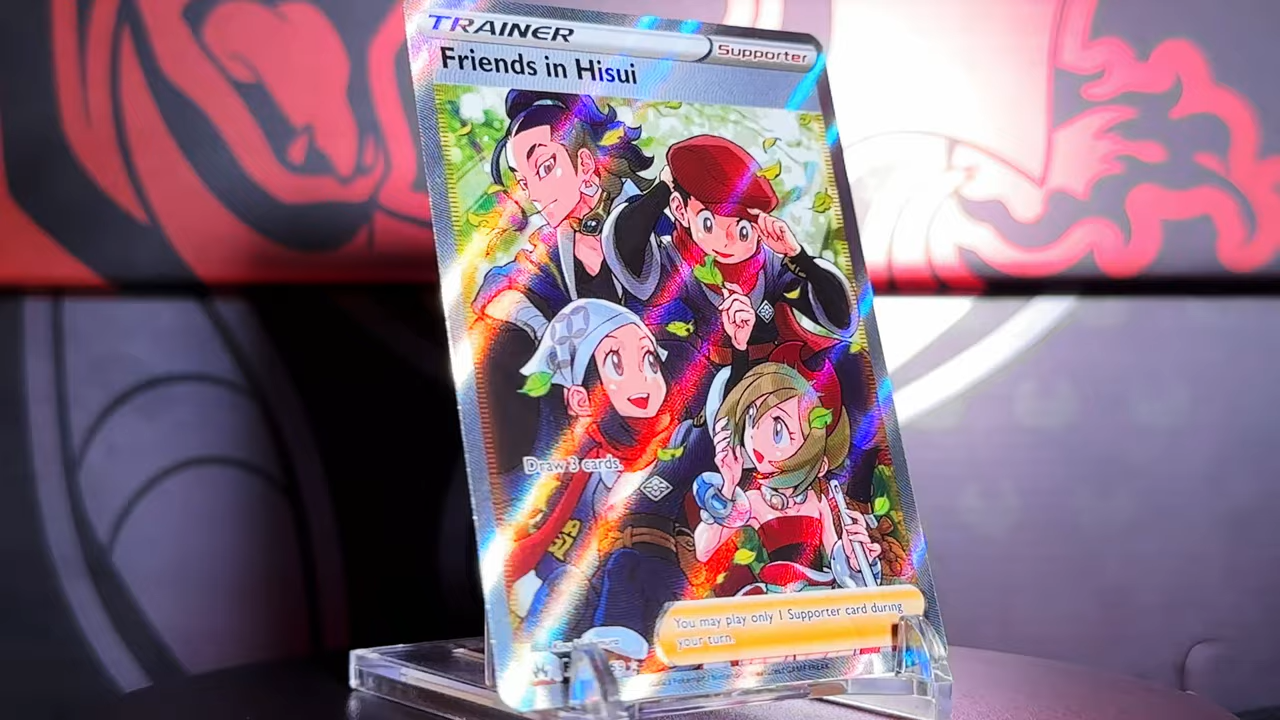 TRAINER
Supporter
Friends in Hisui
Draw 3 cards.
You may play only 1 Supporter card during
your turn.